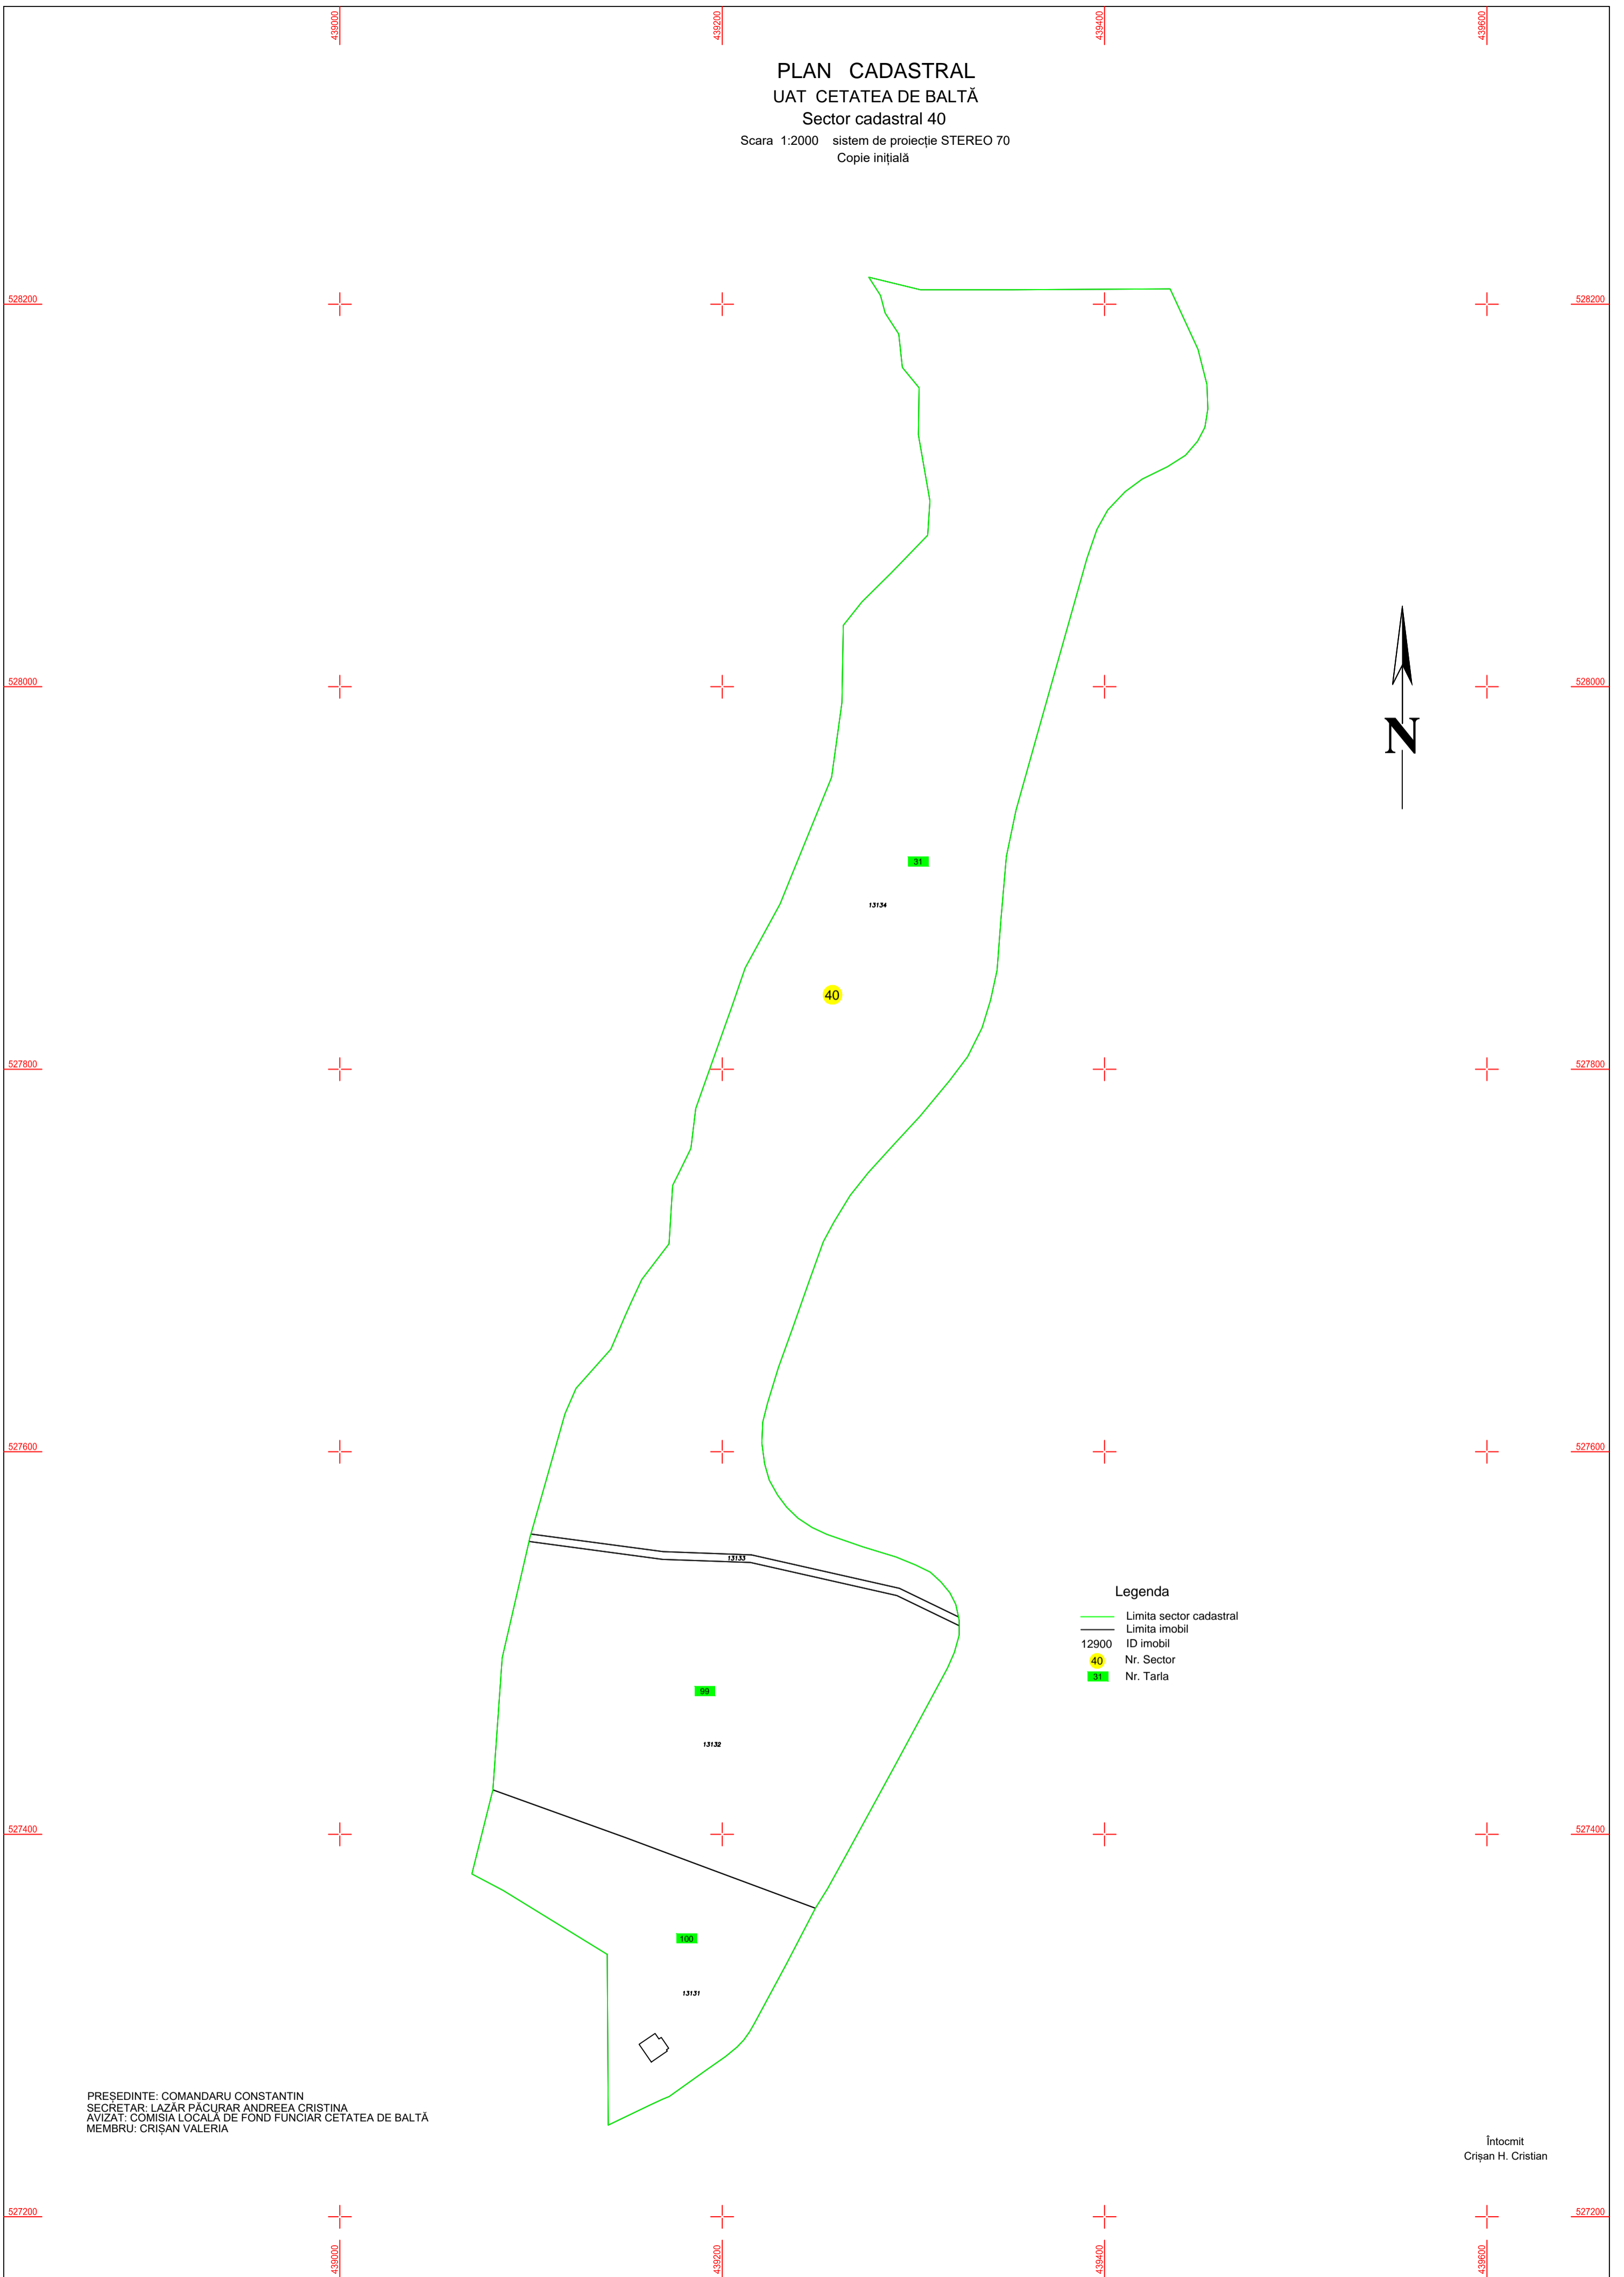 439000
439200
439400
439600
PLAN CADASTRAL
UAT CETATEA DE BALTĂ
Sector cadastral 40
Scara 1:2000 sistem de proiecție STEREO 70
Copie inițială
528200
528200
528000
528000
N
31
13134
40
527800
527800
527600
527600
13133
Legenda
Limita sector cadastral
Limita imobil
12900 ID imobil
40 Nr. Sector
31 Nr. Tarla
99
13132
527400
527400
100
13131
PREȘEDINTE: COMANDARU CONSTANTIN
SECRETAR: LAZĂR PĂCURAR ANDREEA CRISTINA
AVIZAT: COMISIA LOCALĂ DE FOND FUNCIAR CETATEA DE BALTĂ
MEMBRU: CRIȘAN VALERIA
Întocmit
Crișan H. Cristian
527200
527200
439000
439200
439400
439600